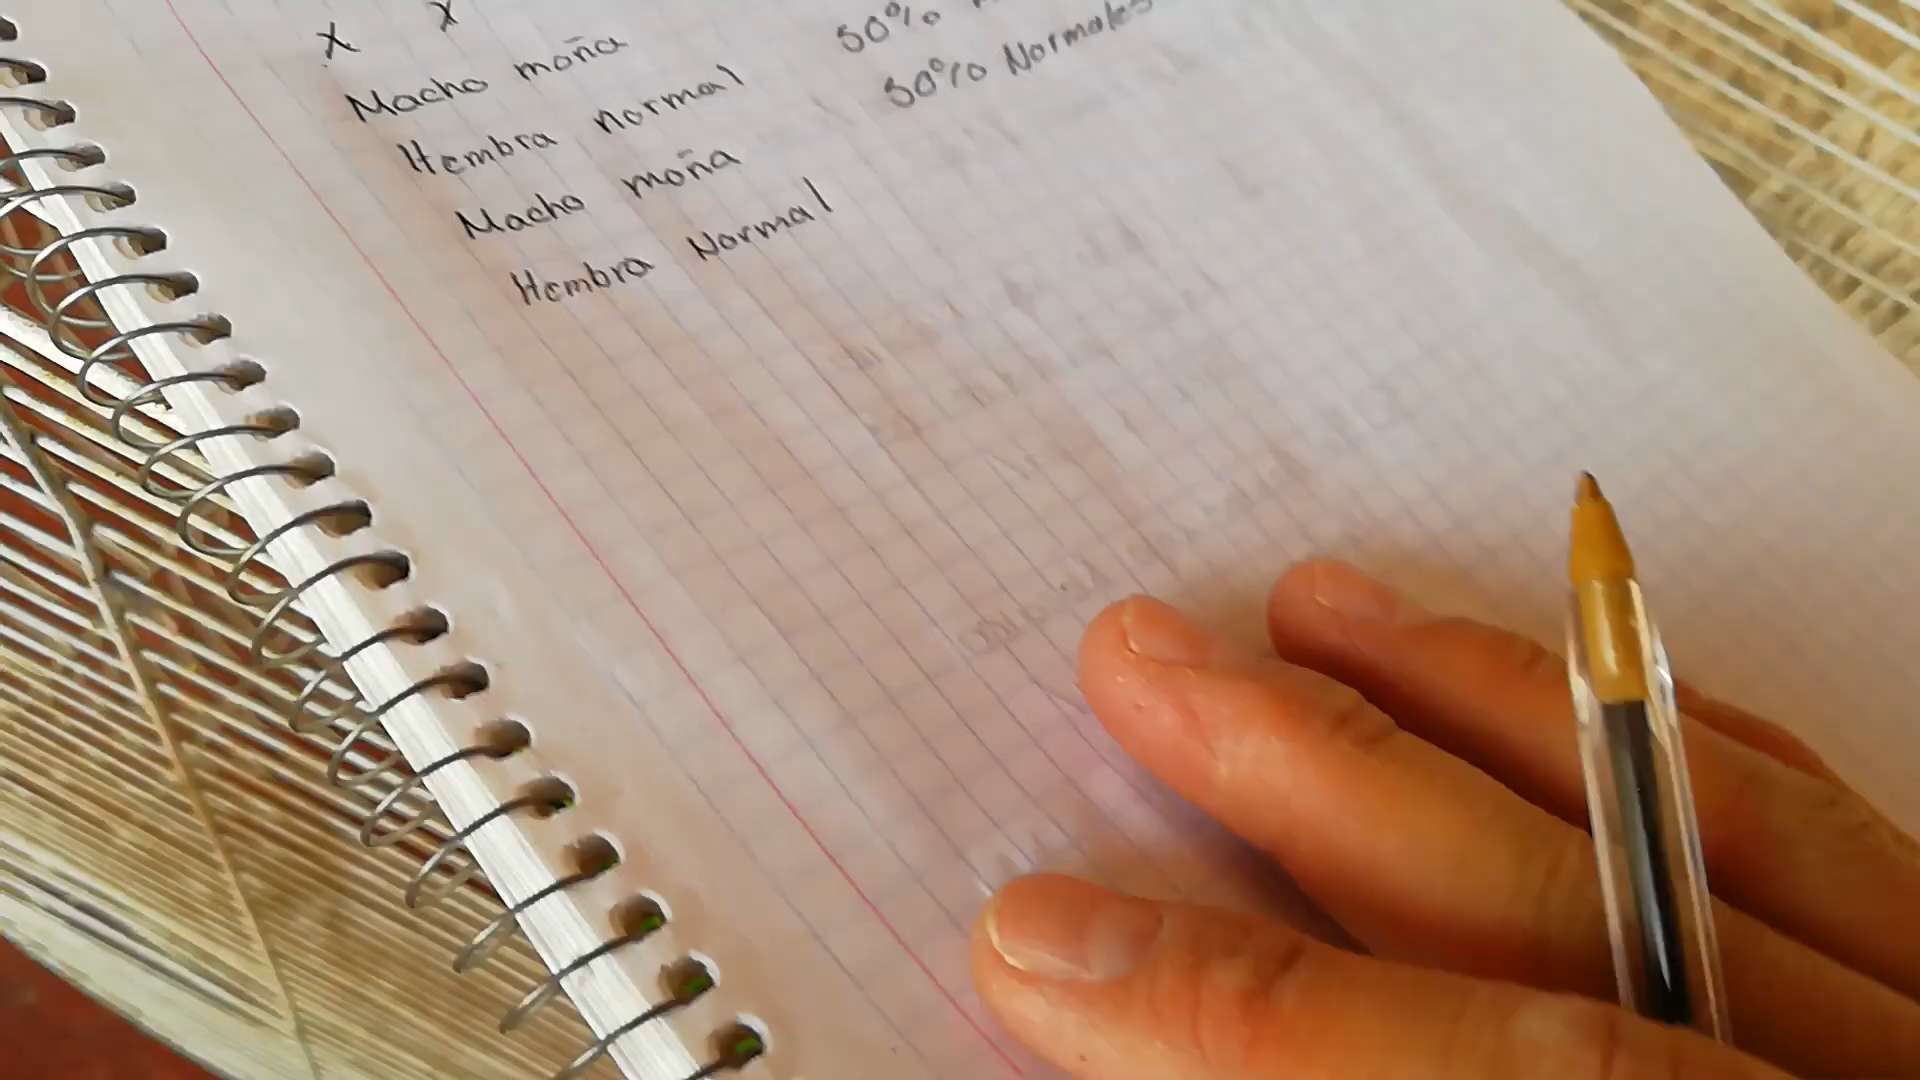 X X
Macho moña 50%
Hembra normal 50% Normales
Macho moña
Hembra Normal